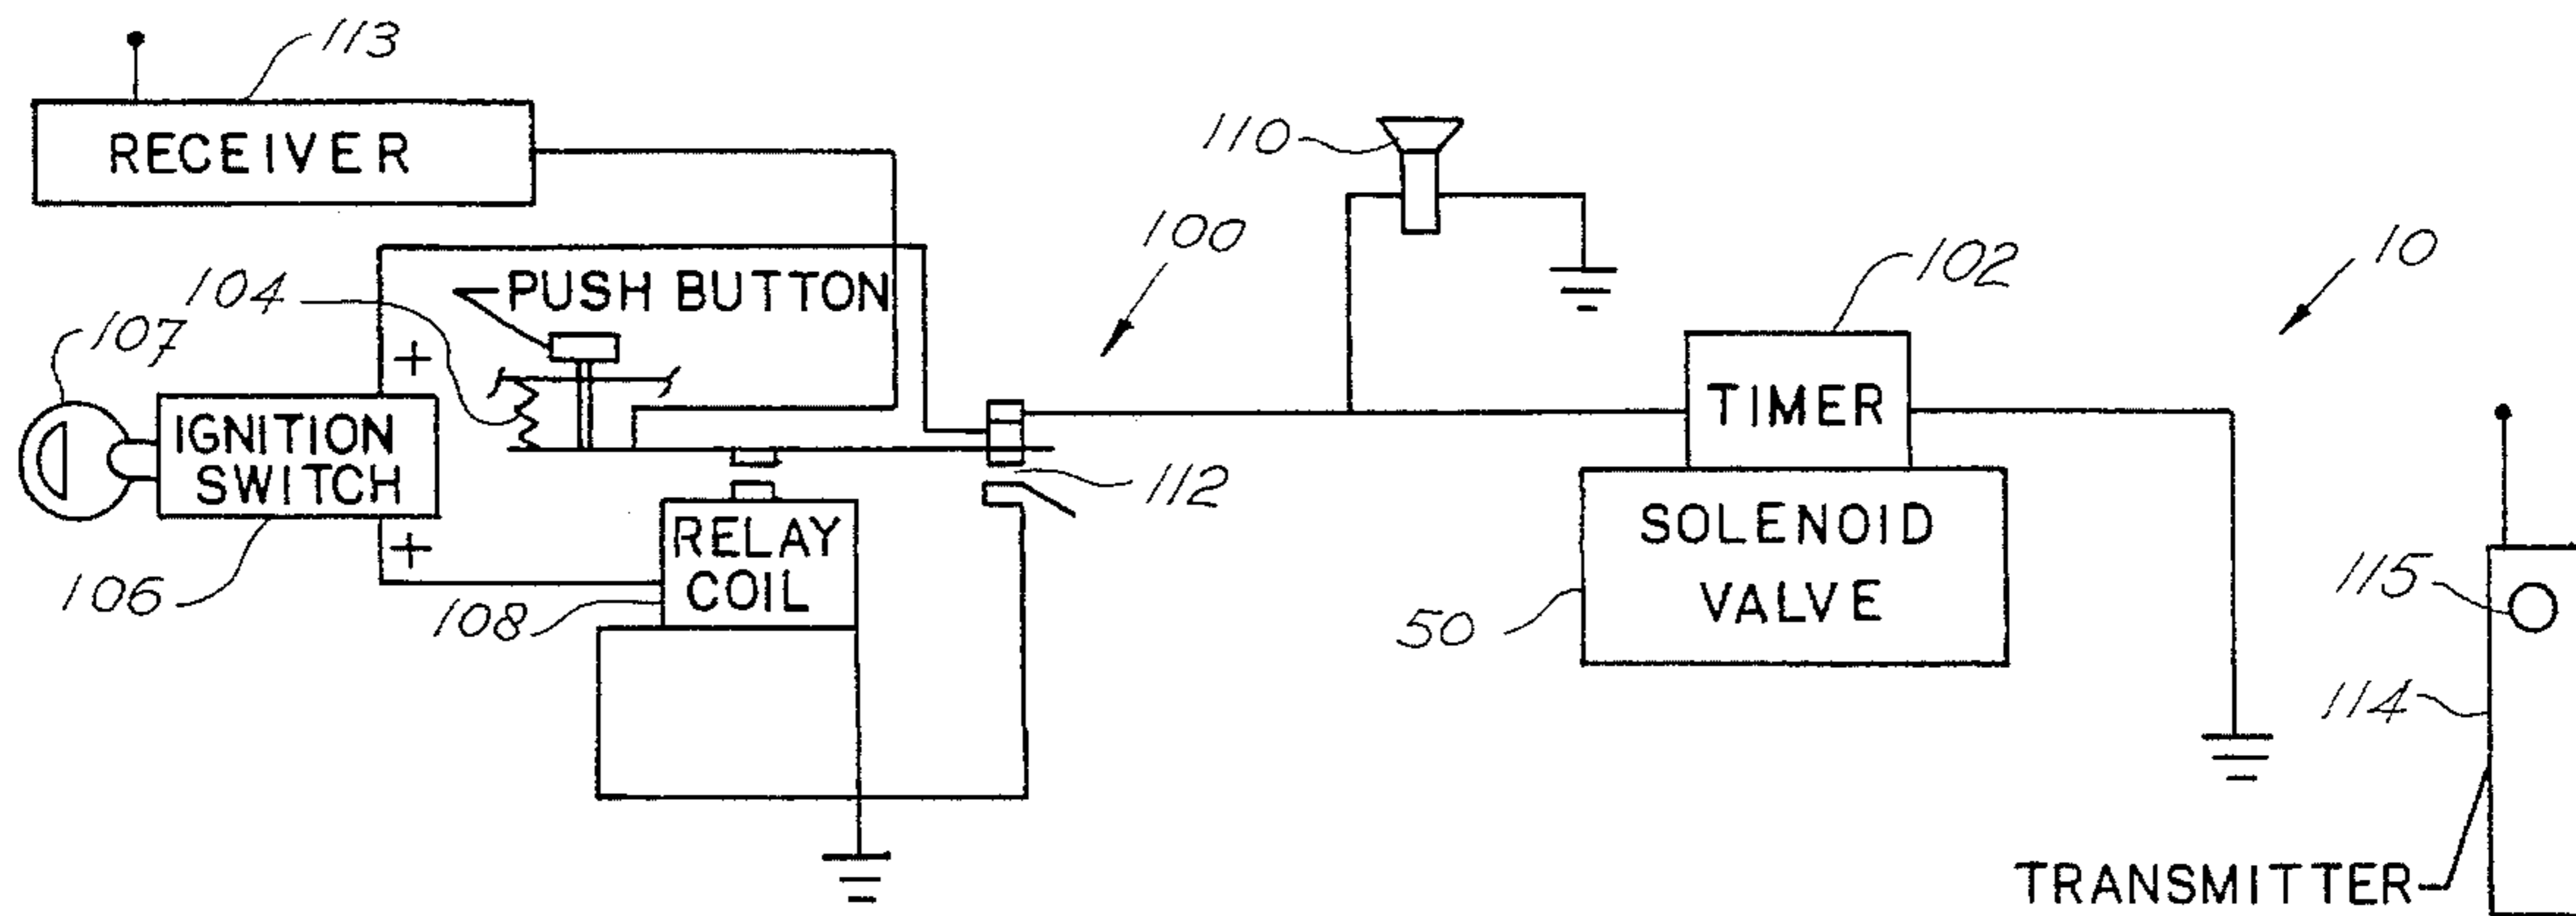 113
RECEIVER
110
100
102
10
104
PUSH BUTTON
107
+
TIMER
IGNITION
SWITCH
112
SOLENOID
VALVE
RELAY
COIL
+
106
108
50
115
114
TRANSMITTER